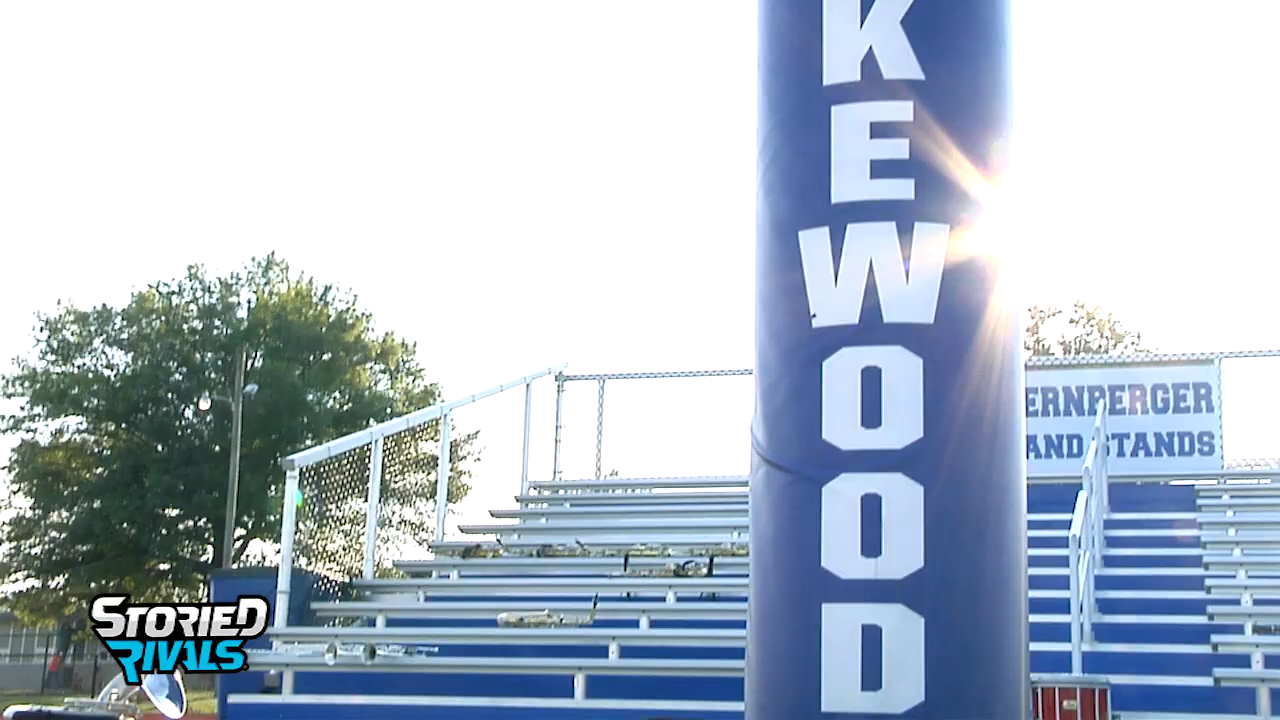 KEWOOD
ERNBERGER
AND STANDS
STORIED
RIVALS